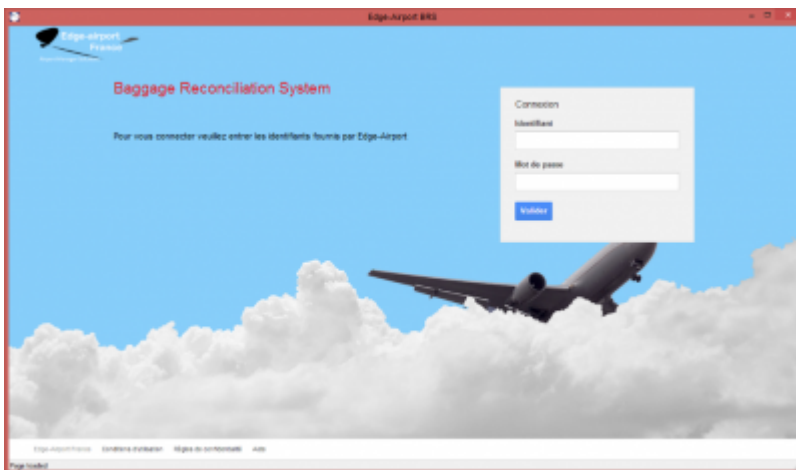 Edge-Airport BRS
Edge-airport
France
Baggage Reconciliation System
Pour vous connecter veuillez entrer les identifiants fournis par Edge-Airport
Connexion
Identifiant
Mot de passe
Valider
Edge-Airport France Conditions d'utilisation Règles de confidentialité Aide
Page loaded